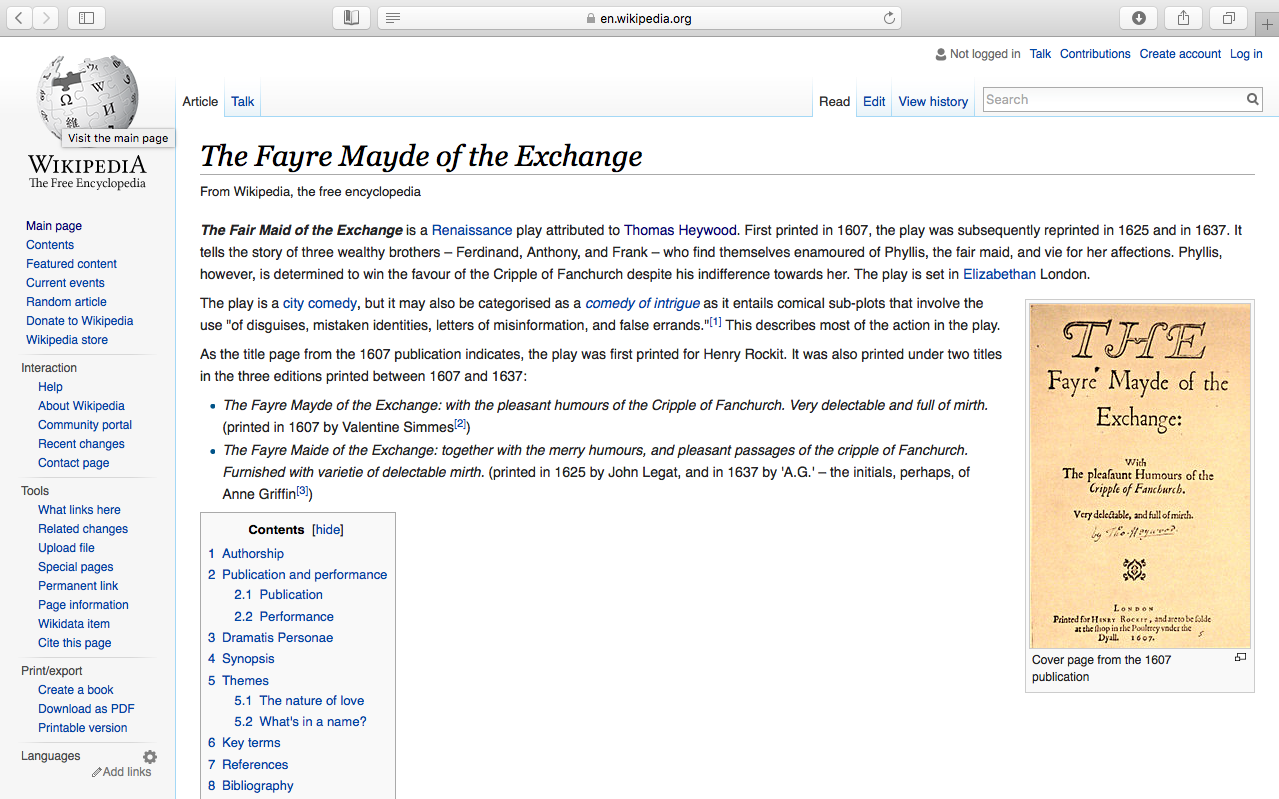 en.wikipedia.org
Not logged in Talk Contributions Create account Log in
Article Talk Read Edit View history Search
Visit the main page
WIKIPEDIA
The Free Encyclopedia
Main page
Contents
Featured content
Current events
Random article
Donate to Wikipedia
Wikipedia store
Interaction
Help
About Wikipedia
Community portal
Recent changes
Contact page
Tools
What links here
Related changes
Upload file
Special pages
Permanent link
Page information
Wikidata item
Cite this page
Print/export
Create a book
Download as PDF
Printable version
Languages
Add links
The Fayre Mayde of the Exchange
From Wikipedia, the free encyclopedia
The Fair Maid of the Exchange is a Renaissance play attributed to Thomas Heywood. First printed in 1607, the play was subsequently reprinted in 1625 and in 1637. It
tells the story of three wealthy brothers – Ferdinand, Anthony, and Frank – who find themselves enamoured of Phyllis, the fair maid, and vie for her affections. Phyllis,
however, is determined to win the favour of the Cripple of Fanchurch despite his indifference towards her. The play is set in Elizabethan London.
The play is a city comedy, but it may also be categorised as a comedy of intrigue as it entails comical sub-plots that involve the
use "of disguises, mistaken identities, letters of misinformation, and false errands."[1] This describes most of the action in the play.
As the title page from the 1607 publication indicates, the play was first printed for Henry Rockit. It was also printed under two titles
in the three editions printed between 1607 and 1637:
• The Fayre Mayde of the Exchange: with the pleasant humours of the Cripple of Fanchurch. Very delectable and full of mirth.
(printed in 1607 by Valentine Simmes[2])
• The Fayre Maide of the Exchange: together with the merry humours, and pleasant passages of the cripple of Fanchurch.
Furnished with varietie of delectable mirth. (printed in 1625 by John Legat, and in 1637 by 'A.G.' – the initials, perhaps, of
Anne Griffin[3])
Contents [hide]
1 Authorship
2 Publication and performance
2.1 Publication
2.2 Performance
3 Dramatis Personae
4 Synopsis
5 Themes
5.1 The nature of love
5.2 What's in a name?
6 Key terms
7 References
8 Bibliography
THE
Fayre Mayde of the
Exchange:
With
The pleaſaunt Humours of the
Cripple of Fanchurch.
Very delectable, and full of mirth.
by Tho. Heywood.
LONDON
Printed for HENRY ROCKIT, and are to be ſolde
at the ſhop in the Poultrey vnder the
Dyall. 1607.
Cover page from the 1607
publication